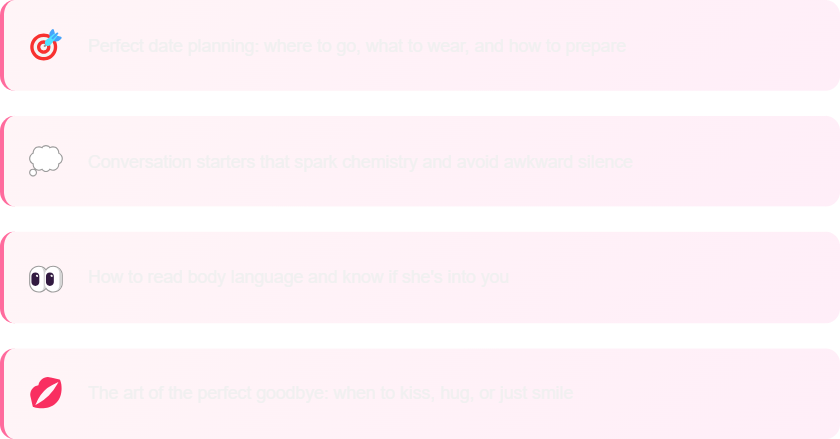 Perfect date planning: where to go, what to wear, and how to prepare
Conversation starters that spark chemistry and avoid awkward silence
How to read body language and know if she's into you
The art of the perfect goodbye: when to kiss, hug, or just smile